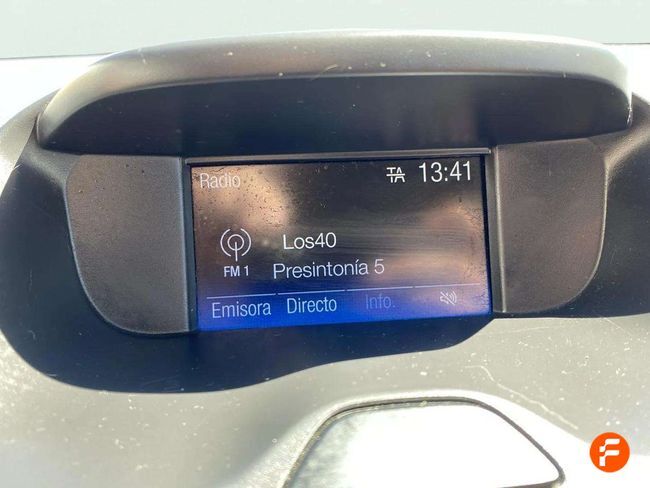 Radio TA 13:41
Los40
FM 1 Presintonía 5
Emisora Directo Info.